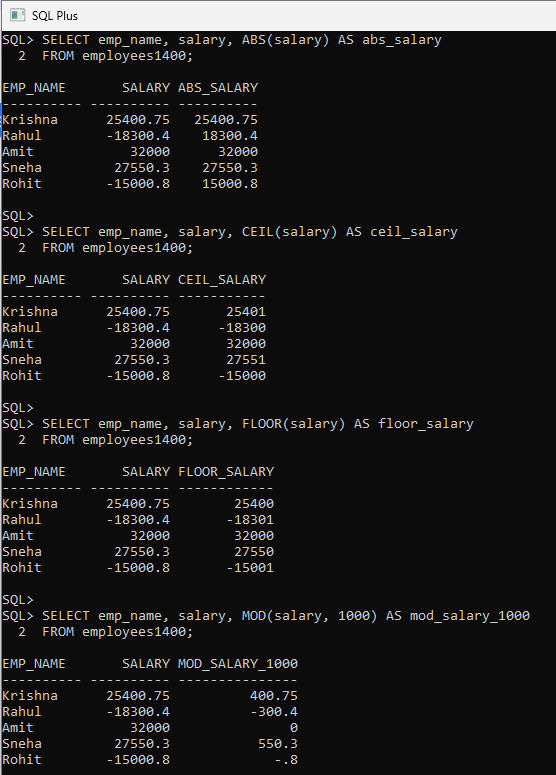 SQL Plus
SQL> SELECT emp_name, salary, ABS(salary) AS abs_salary
  2  FROM employees1400;

EMP_NAME       SALARY ABS_SALARY
---------- ---------- ----------
Krishna      25400.75   25400.75
Rahul        -18300.4    18300.4
Amit            32000      32000
Sneha         27550.3    27550.3
Rohit        -15000.8    15000.8

SQL>
SQL> SELECT emp_name, salary, CEIL(salary) AS ceil_salary
  2  FROM employees1400;

EMP_NAME       SALARY CEIL_SALARY
---------- ---------- -----------
Krishna      25400.75       25401
Rahul        -18300.4      -18300
Amit            32000       32000
Sneha         27550.3       27551
Rohit        -15000.8      -15000

SQL>
SQL> SELECT emp_name, salary, FLOOR(salary) AS floor_salary
  2  FROM employees1400;

EMP_NAME       SALARY FLOOR_SALARY
---------- ---------- ------------
Krishna      25400.75        25400
Rahul        -18300.4       -18301
Amit            32000        32000
Sneha         27550.3        27550
Rohit        -15000.8       -15001

SQL>
SQL> SELECT emp_name, salary, MOD(salary, 1000) AS mod_salary_1000
  2  FROM employees1400;

EMP_NAME       SALARY MOD_SALARY_1000
---------- ---------- ---------------
Krishna      25400.75          400.75
Rahul        -18300.4          -300.4
Amit            32000               0
Sneha         27550.3           550.3
Rohit        -15000.8             -.8